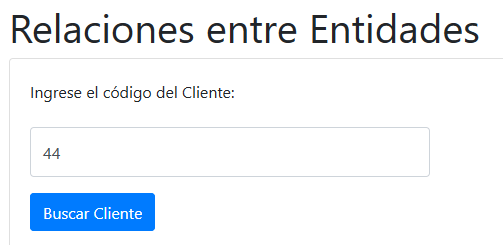 Relaciones entre Entidades
Ingrese el código del Cliente:
44
Buscar Cliente